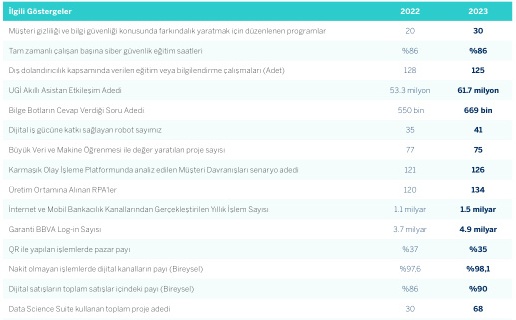 İlgili Göstergeler 2022 2023
Müşteri gizliliği ve bilgi güvenliği konusunda farkındalık yaratmak için düzenlenen programlar 20 30
Tam zamanlı çalışan başına siber güvenlik eğitim saatleri %86 %86
Dış dolandırıcılık kapsamında verilen eğitim veya bilgilendirme çalışmaları (Adet) 128 125
UGİ Akıllı Asistan Etkileşim Adedi 53.3 milyon 61.7 milyon
Bilge Botların Cevap Verdiği Soru Adedi 550 bin 669 bin
Dijital iş gücüne katkı sağlayan robot sayımız 35 41
Büyük Veri ve Makine Öğrenmesi ile değer yaratılan proje sayısı 77 75
Karmaşık Olay İşleme Platformunda analiz edilen Müşteri Davranışları senaryo adedi 121 126
Üretim Ortamına Alınan RPA'ler 120 134
İnternet ve Mobil Bankacılık Kanallarından Gerçekleştirilen Yıllık İşlem Sayısı 1.1 milyar 1.5 milyar
Garanti BBVA Log-in Sayısı 3.7 milyar 4.9 milyar
QR ile yapılan işlemlerde pazar payı %37 %35
Nakit olmayan işlemlerde dijital kanalların payı (Bireysel) %97,6 %98,1
Dijital satışların toplam satışlar içindeki payı (Bireysel) %86 %90
Data Science Suite kullanan toplam proje adedi 30 68